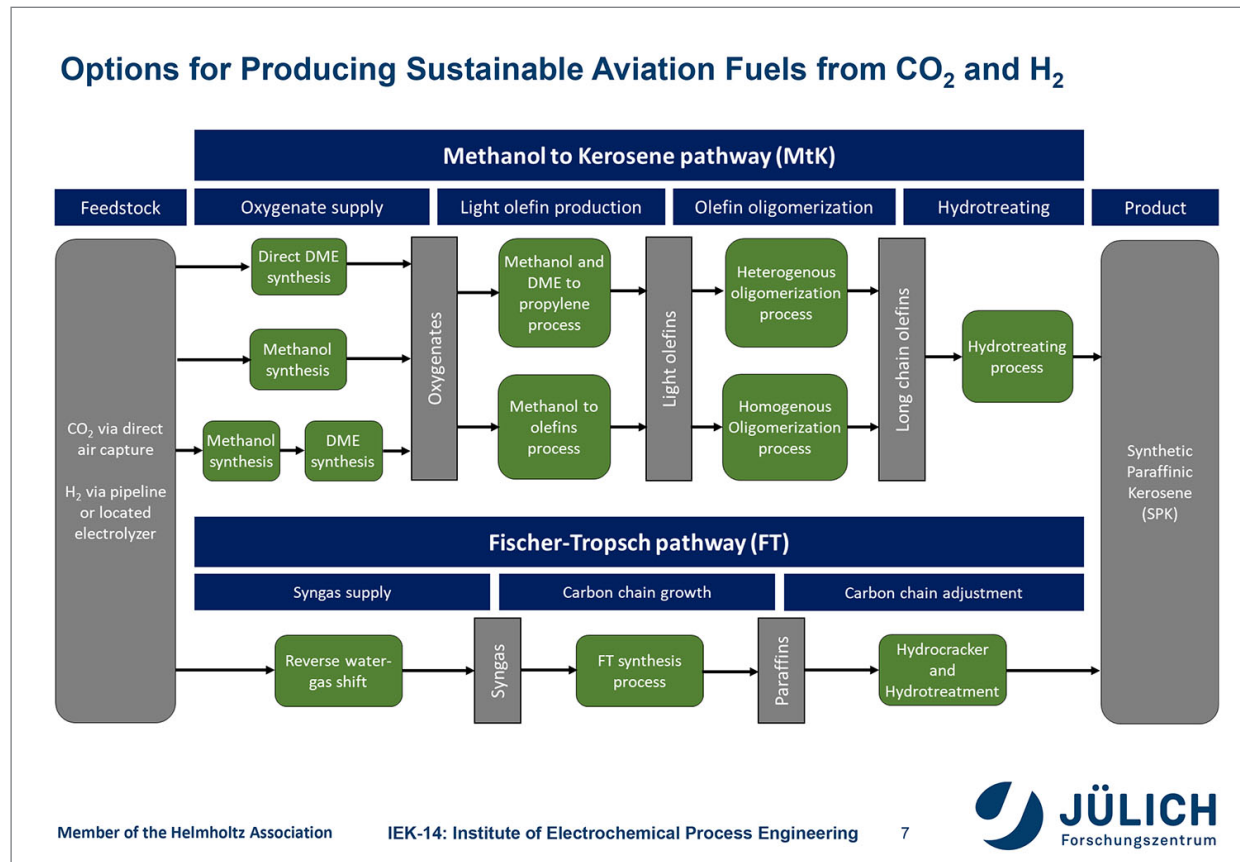 Options for Producing Sustainable Aviation Fuels from CO₂ and H₂
Methanol to Kerosene pathway (MtK)
Feedstock
Oxygenate supply
Light olefin production
Olefin oligomerization
Hydrotreating
Product
CO₂ via direct
air capture
H₂ via pipeline
or located
electrolyzer
Direct DME
synthesis
Methanol
synthesis
Methanol
synthesis
DME
synthesis
Oxygenates
Methanol and
DME to
propylene
process
Methanol to
olefins
process
Light olefins
Heterogenous
oligomerization
process
Homogenous
Oligomerization
process
Long chain olefins
Hydrotreating
process
Synthetic
Paraffinic
Kerosene
(SPK)
Fischer-Tropsch pathway (FT)
Syngas supply
Carbon chain growth
Carbon chain adjustment
Reverse water-
gas shift
Syngas
FT synthesis
process
Paraffins
Hydrocracker
and
Hydrotreatment
Member of the Helmholtz Association
IEK-14: Institute of Electrochemical Process Engineering
7
JÜLICH
Forschungszentrum